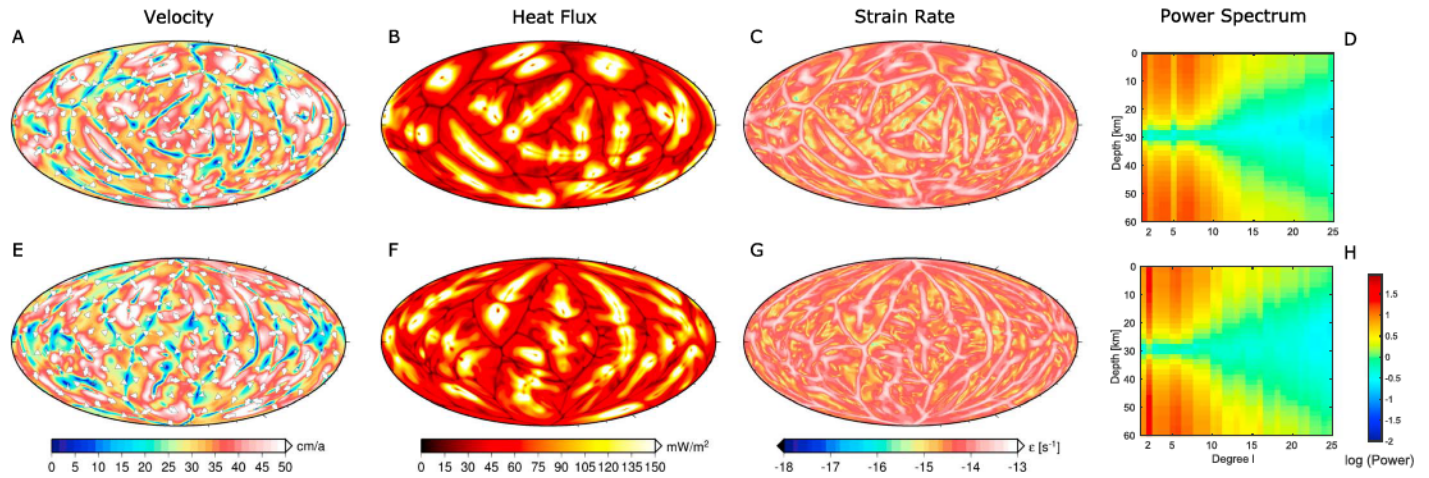 Velocity
Heat Flux
Strain Rate
Power Spectrum
A
B
C
D
0
10
20
30
40
50
60
Depth [km]
2 5 10 15 20 25
E
F
G
H
0
10
20
30
40
50
60
Depth [km]
2 5 10 15 20 25
Degree l
1.5
1
0.5
0
-0.5
-1
-1.5
-2
log (Power)
cm/a
0 5 10 15 20 25 30 35 40 45 50
mW/m²
0 15 30 45 60 75 90 105 120 135 150
ε [s⁻¹]
-18 -17 -16 -15 -14 -13